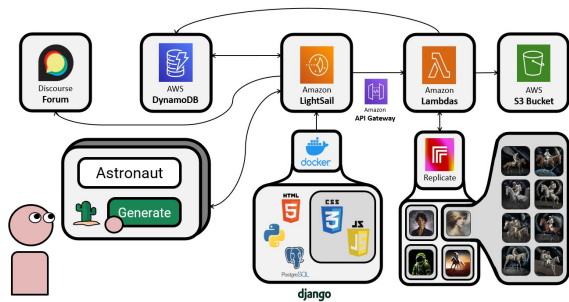 Discourse
Forum
AWS
DynamoDB
Amazon
LightSail
Amazon
API Gateway
Amazon
Lambdas
AWS
S3 Bucket
docker
Replicate
Astronaut
Generate
HTML
5
CSS
3
JS
PostgreSQL
django